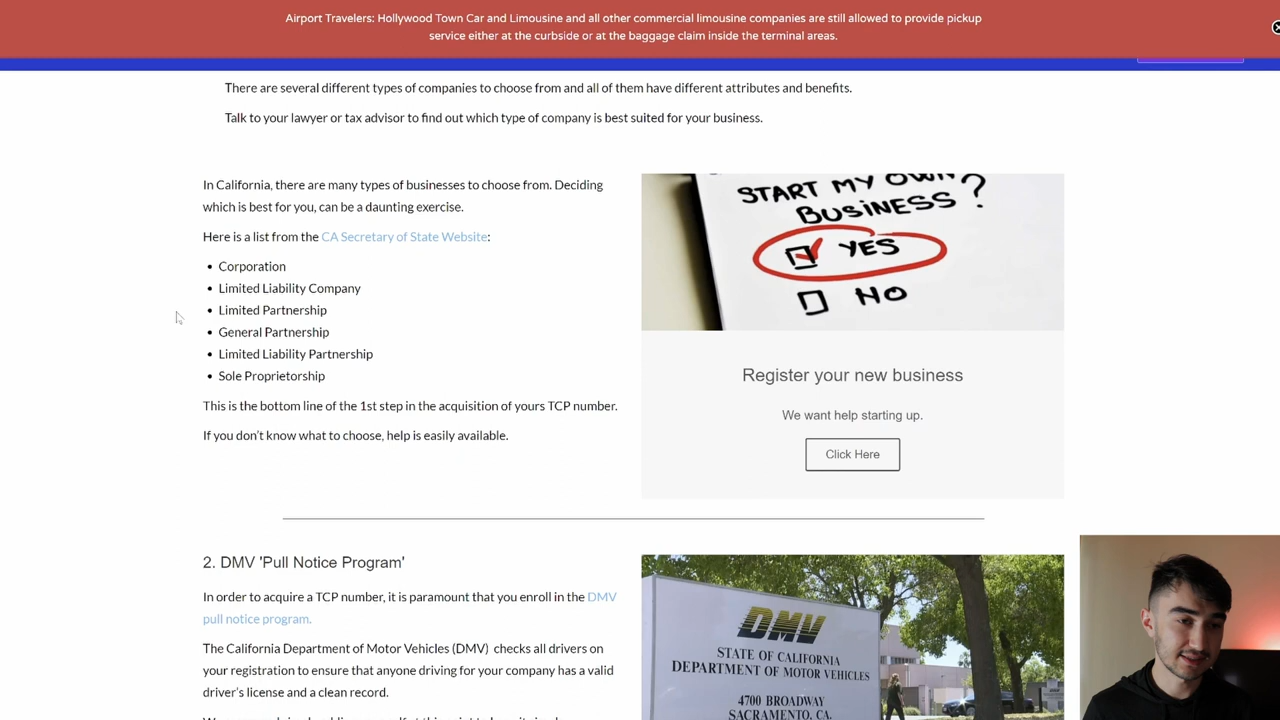 Airport Travelers: Hollywood Town Car and Limousine and all other commercial limousine companies are still allowed to provide pickup
service either at the curbside or at the baggage claim inside the terminal areas.
There are several different types of companies to choose from and all of them have different attributes and benefits.
Talk to your lawyer or tax advisor to find out which type of company is best suited for your business.
In California, there are many types of businesses to choose from. Deciding
which is best for you, can be a daunting exercise.
Here is a list from the CA Secretary of State Website:
• Corporation
• Limited Liability Company
• Limited Partnership
• General Partnership
• Limited Liability Partnership
• Sole Proprietorship
This is the bottom line of the 1st step in the acquisition of yours TCP number.
If you don't know what to choose, help is easily available.
START MY OWN
BUSINESS?
YES
NO
Register your new business
We want help starting up.
Click Here
2. DMV 'Pull Notice Program'
In order to acquire a TCP number, it is paramount that you enroll in the DMV
pull notice program.
The California Department of Motor Vehicles (DMV) checks all drivers on
your registration to ensure that anyone driving for your company has a valid
driver's license and a clean record.
DMV
STATE OF CALIFORNIA
DEPARTMENT OF MOTOR VEHICLES
4700 BROADWAY
SACRAMENTO, CA.